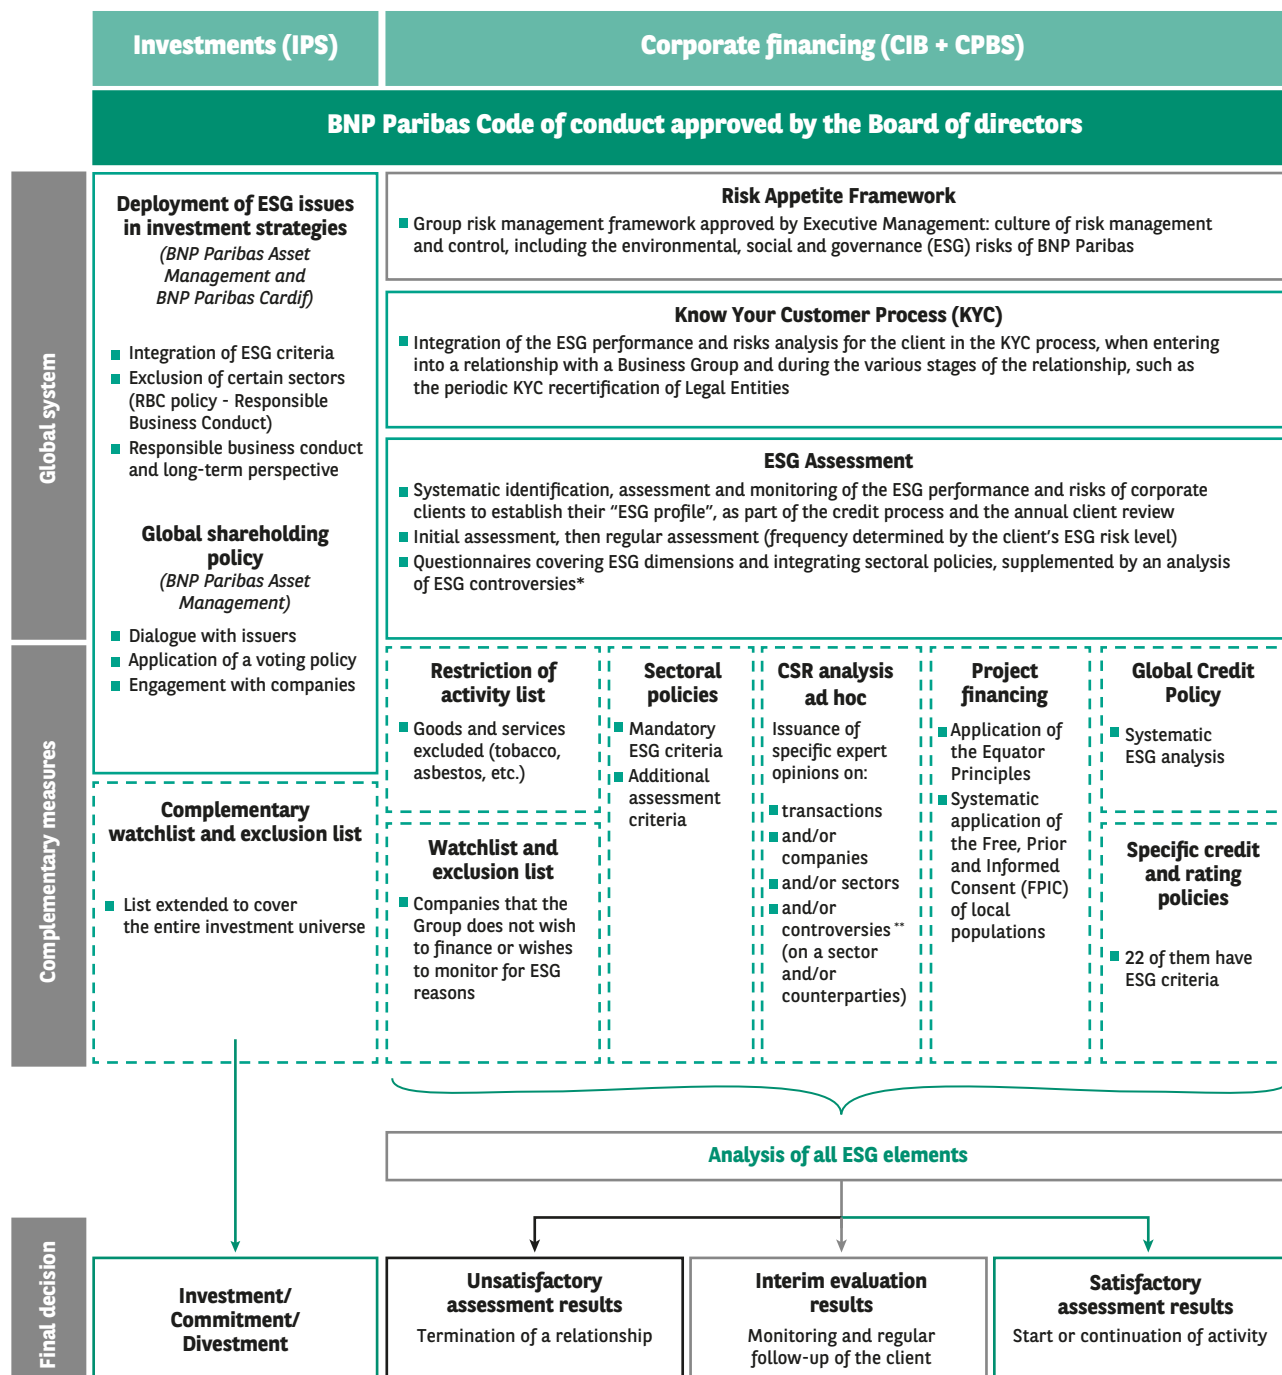 Investments (IPS)
Corporate financing (CIB + CPBS)
BNP Paribas Code of conduct approved by the Board of directors
Global system
Deployment of ESG issues
in investment strategies
(BNP Paribas Asset
Management and
BNP Paribas Cardif)
Integration of ESG criteria
Exclusion of certain sectors
(RBC policy - Responsible
Business Conduct)
Responsible business conduct
and long-term perspective
Global shareholding
policy
(BNP Paribas Asset
Management)
Dialogue with issuers
Application of a voting policy
Engagement with companies
Risk Appetite Framework
Group risk management framework approved by Executive Management: culture of risk management
and control, including the environmental, social and governance (ESG) risks of BNP Paribas
Know Your Customer Process (KYC)
Integration of the ESG performance and risks analysis for the client in the KYC process, when entering
into a relationship with a Business Group and during the various stages of the relationship, such as
the periodic KYC recertification of Legal Entities
ESG Assessment
Systematic identification, assessment and monitoring of the ESG performance and risks of corporate
clients to establish their “ESG profile”, as part of the credit process and the annual client review
Initial assessment, then regular assessment (frequency determined by the client’s ESG risk level)
Questionnaires covering ESG dimensions and integrating sectoral policies, supplemented by an analysis
of ESG controversies*
Complementary measures
Complementary
watchlist and exclusion list
List extended to cover
the entire investment universe
Restriction of
activity list
Goods and services
excluded (tobacco,
asbestos, etc.)
Watchlist and
exclusion list
Companies that the
Group does not wish
to finance or wishes
to monitor for ESG
reasons
Sectoral
policies
Mandatory
ESG criteria
Additional
assessment
criteria
CSR analysis
ad hoc
Issuance of
specific expert
opinions on:
transactions
and/or
companies
and/or sectors
and/or
controversies **
(on a sector
and/or
counterparties)
Project
financing
Application of
the Equator
Principles
Systematic
application of
the Free, Prior
and Informed
Consent (FPIC)
of local
populations
Global Credit
Policy
Systematic
ESG analysis
Specific credit
and rating
policies
22 of them have
ESG criteria
Analysis of all ESG elements
Final decision
Investment/
Commitment/
Divestment
Unsatisfactory
assessment results
Termination of a relationship
Interim evaluation
results
Monitoring and regular
follow-up of the client
Satisfactory
assessment results
Start or continuation of activity